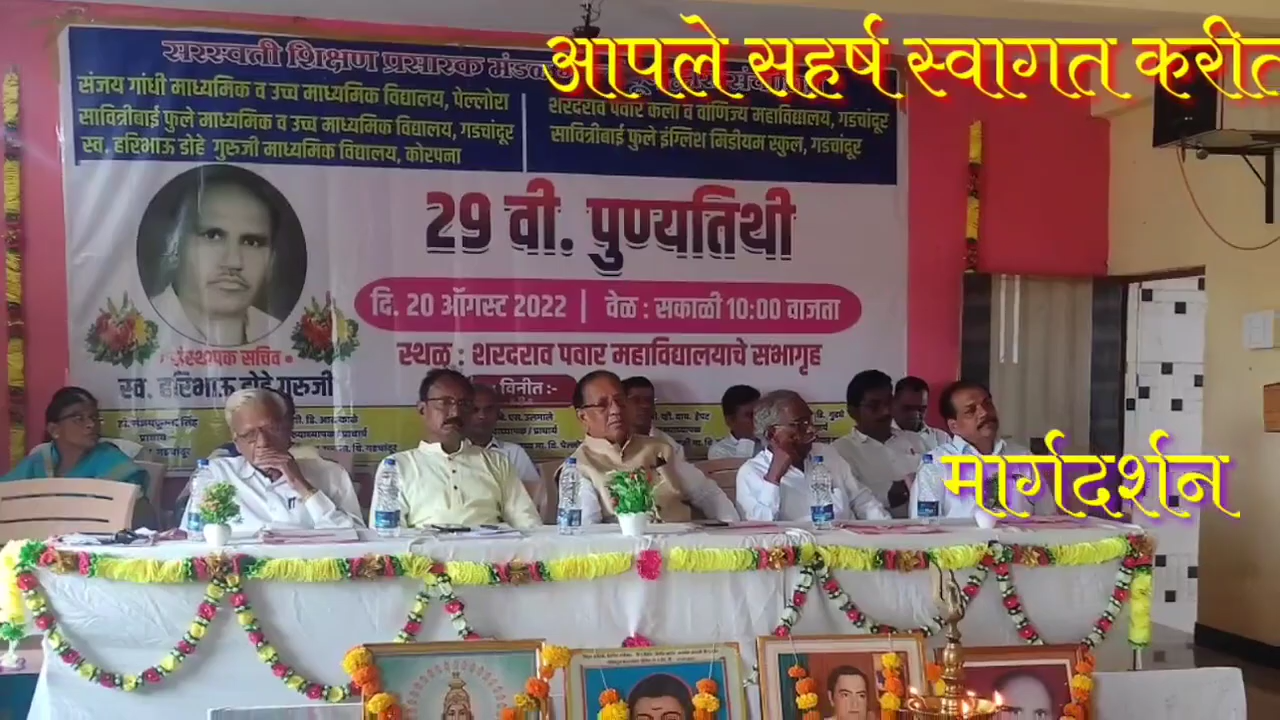 आपले सहर्ष स्वागत करीत
सरस्वती शिक्षण प्रसारक
संजय गांधी माध्यमिक व उच्च माध्यमिक विद्यालय, पेल्लोरा
सावित्रीबाई फुले माध्यमिक व उच्च माध्यमिक विद्यालय, गडचांदूर
स्व. हरिभाऊ डोहे गुरुजी माध्यमिक विद्यालय, कोरपना
शरदराव पवार कला व वाणिज्य महाविद्यालय, गडचांदूर
सावित्रीबाई फुले इंग्लिश मिडीयम स्कुल, गडचांदूर
29 वी. पुण्यतिथी
दि. 20 ऑगस्ट 2022 | वेळ : सकाळी 10:00 वाजता
स्थळ : शरदराव पवार महाविद्यालयाचे सभागृह
संस्थापक सचिव
स्व. हरिभाऊ डोहे गुरुजी
विनीत :-
प्राचार्य
मार्गदर्शन